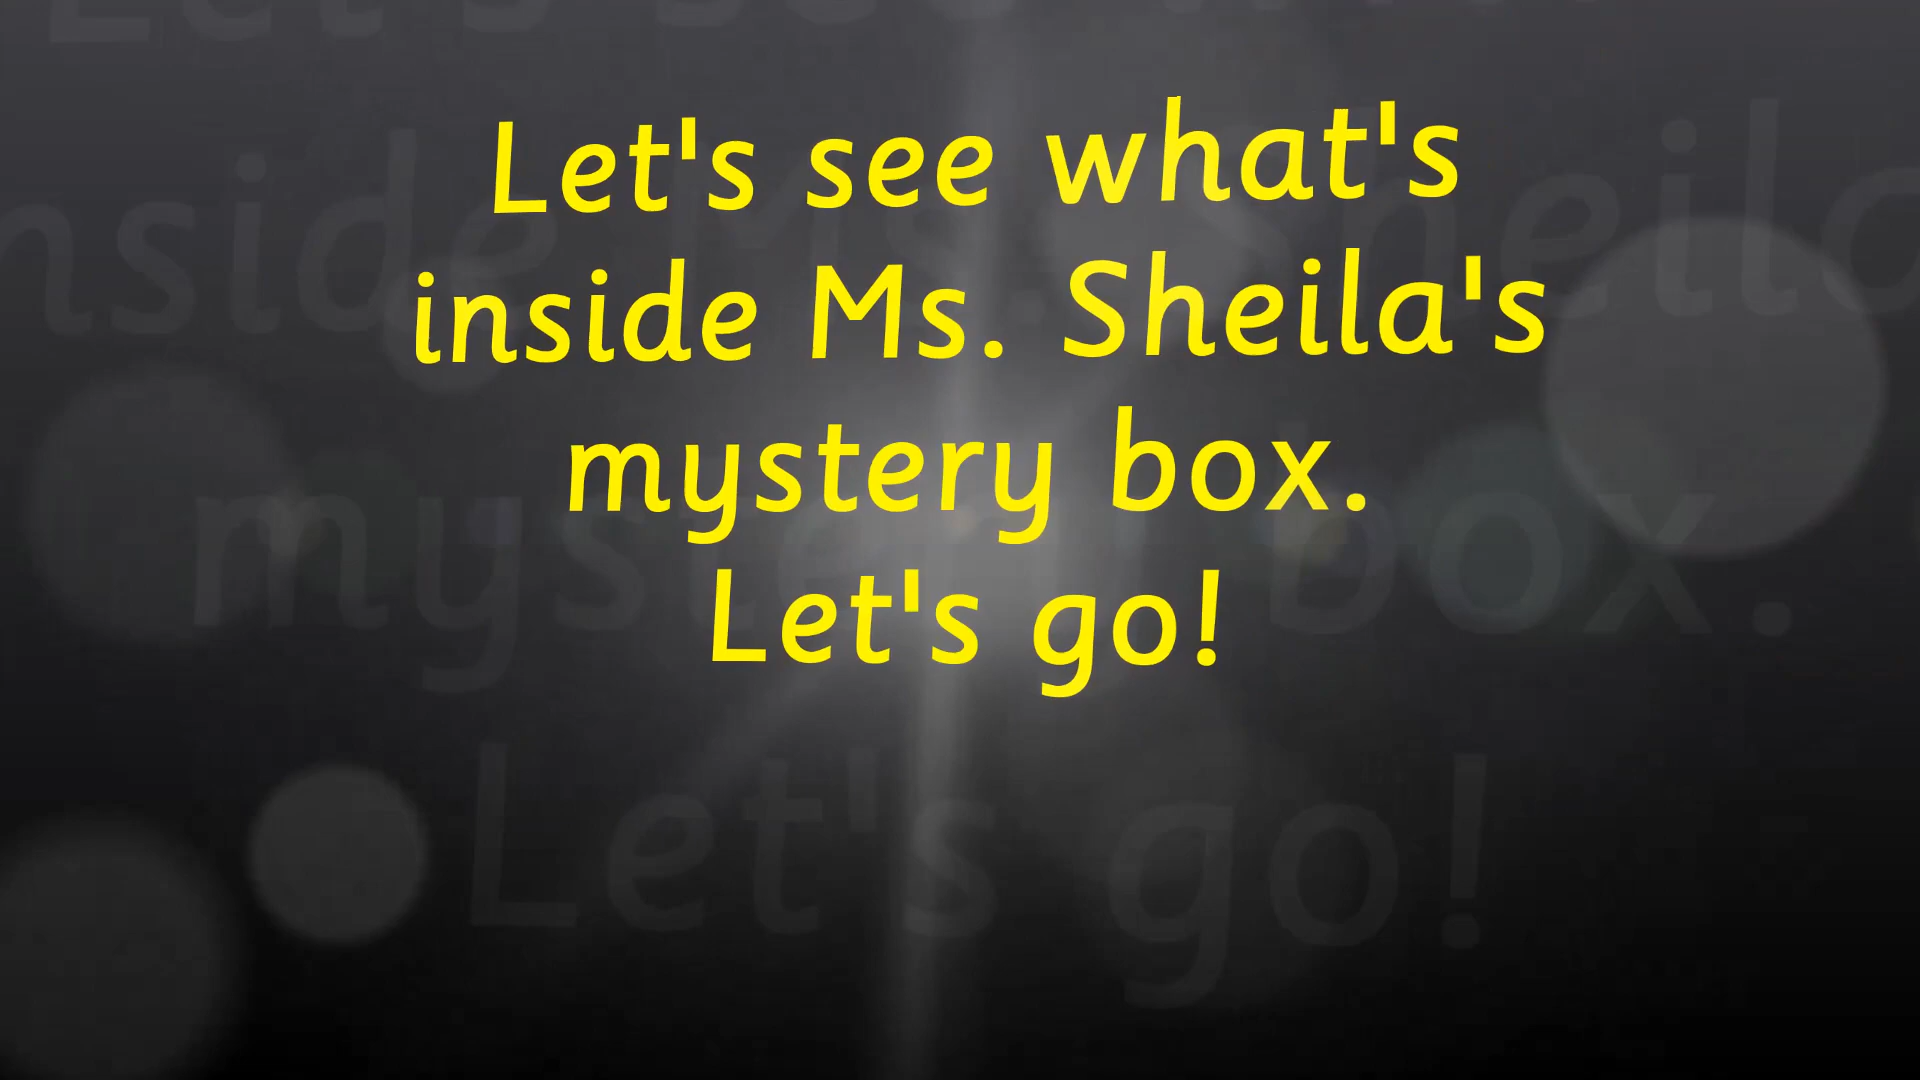 Let's see what's
inside Ms. Sheila's
mystery box.
Let's go!